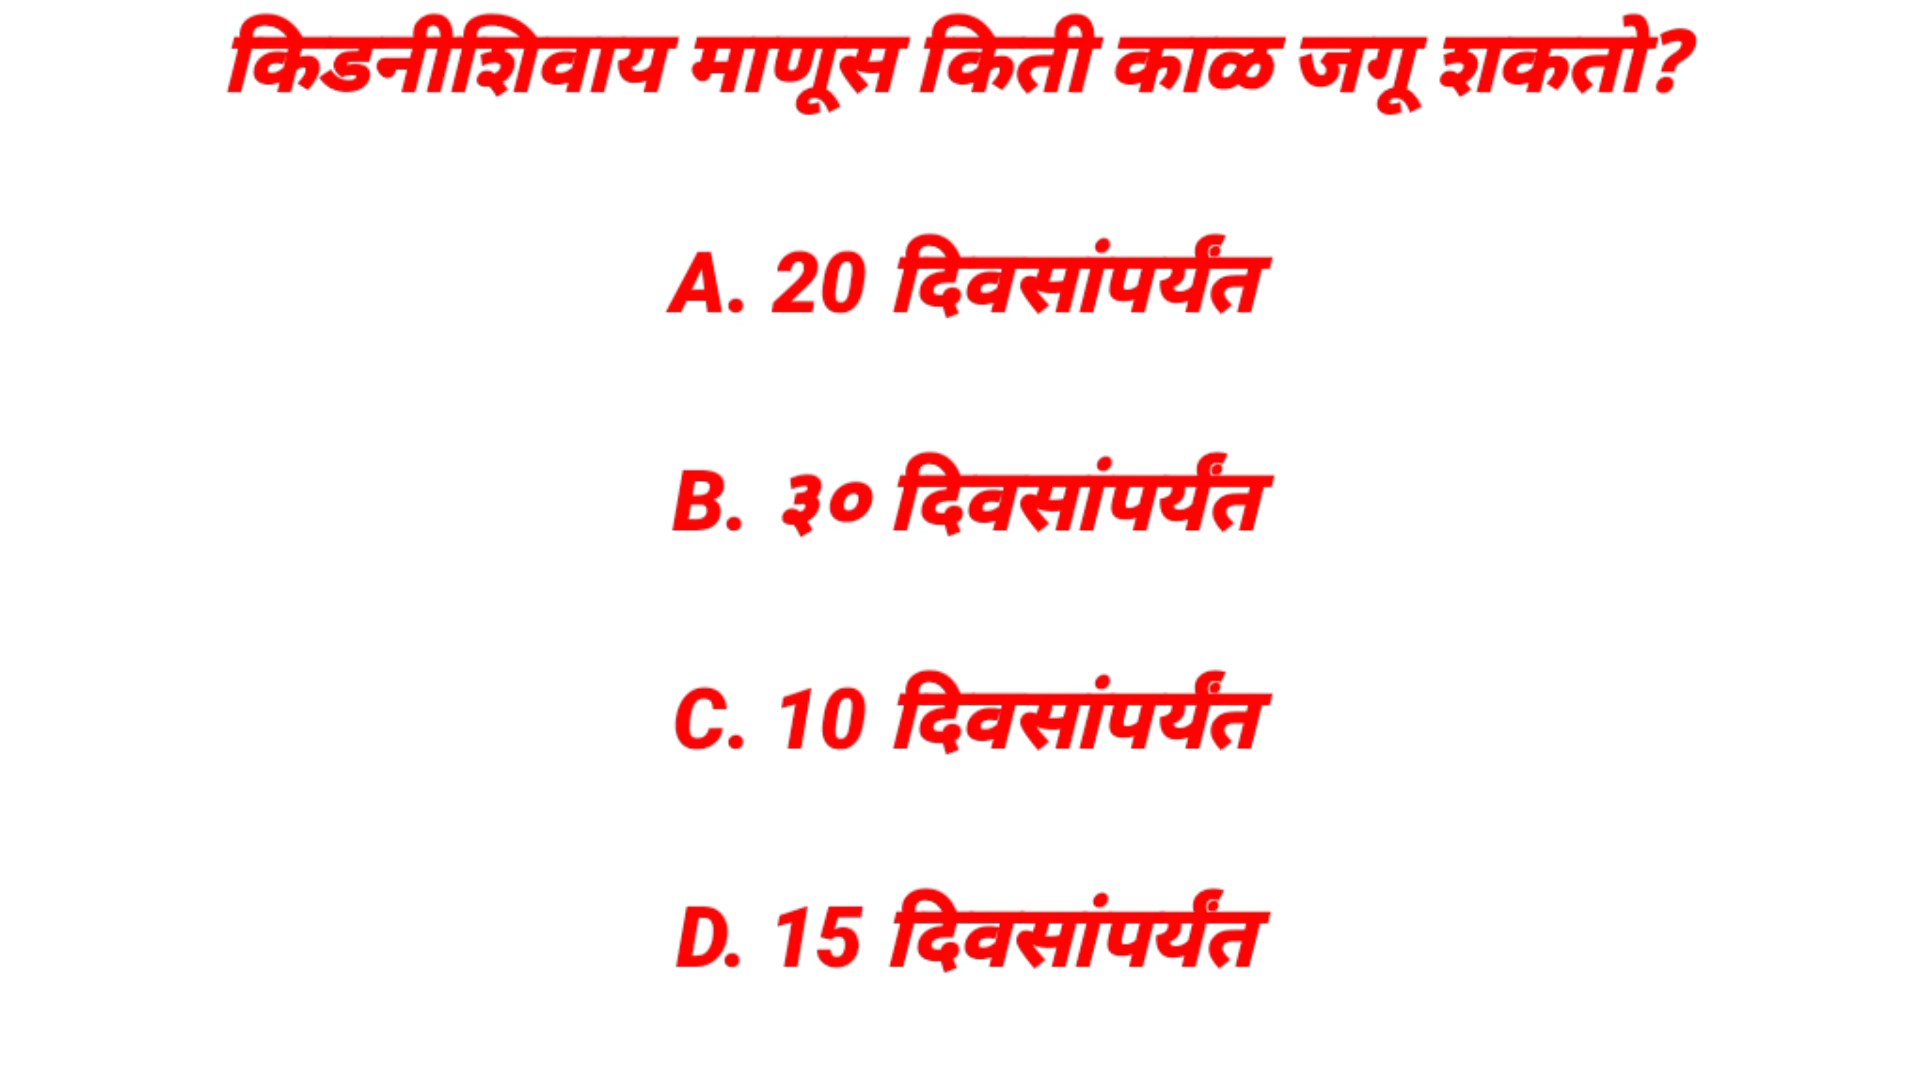 किडनीशिवाय माणूस किती काळ जगू शकतो?
A. 20 दिवसांपर्यंत
B. ३० दिवसांपर्यंत
C. 10 दिवसांपर्यंत
D. 15 दिवसांपर्यंत